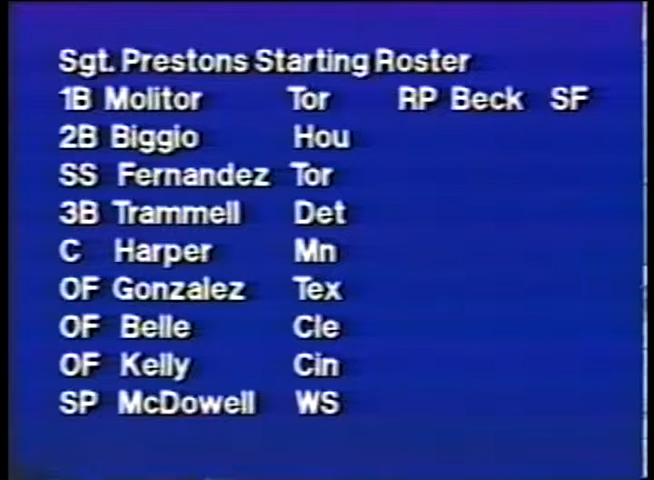 Sgt. Prestons Starting Roster
1B Molitor Tor RP Beck SF
2B Biggio Hou
SS Fernandez Tor
3B Trammell Det
C Harper Mn
OF Gonzalez Tex
OF Belle Cle
OF Kelly Cin
SP McDowell WS